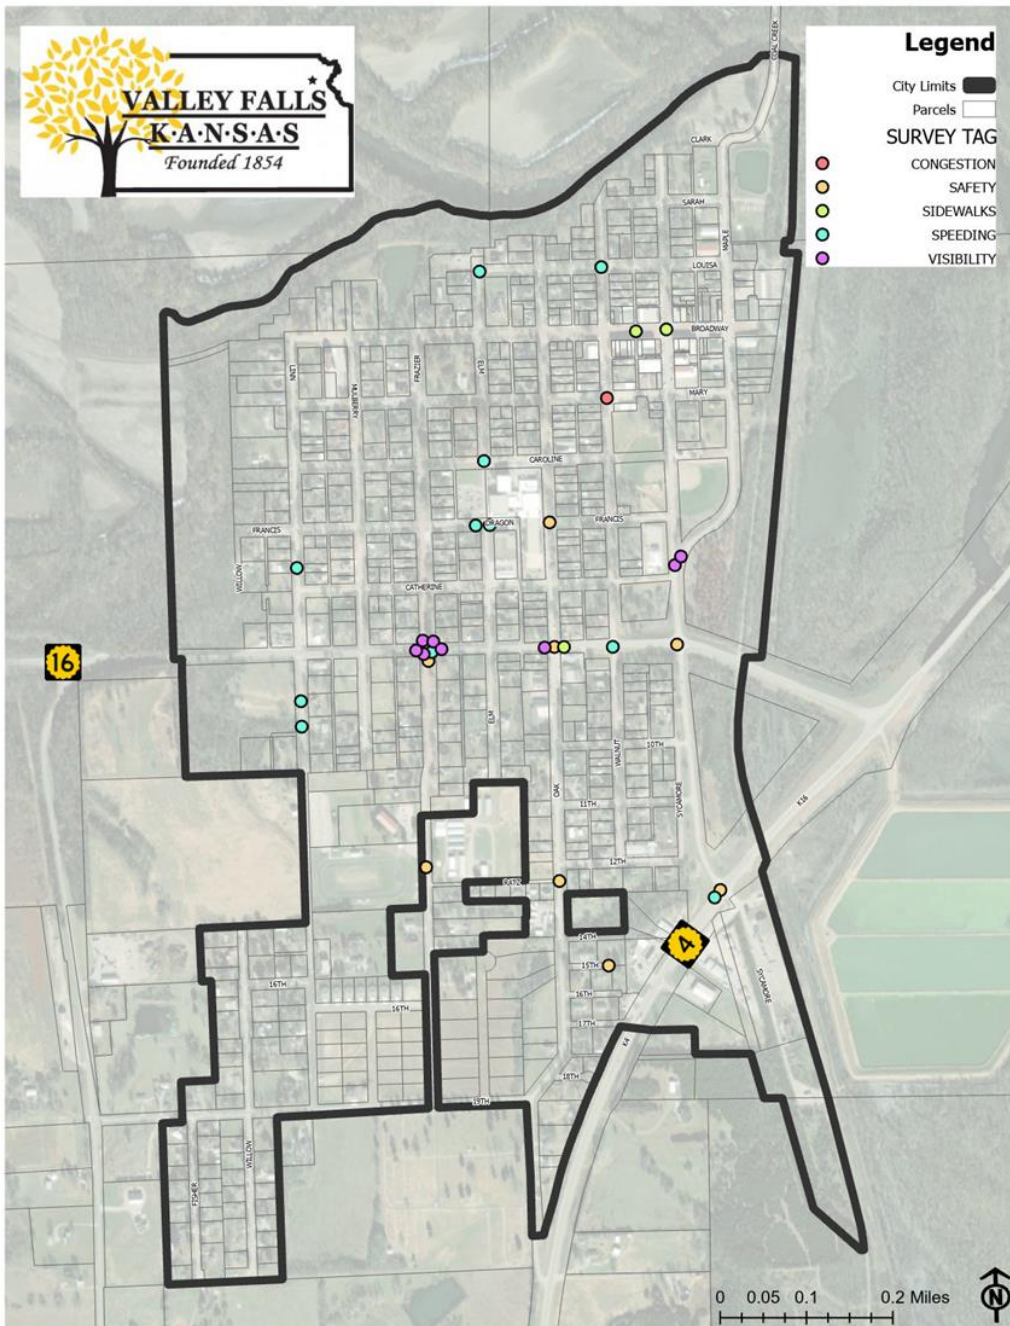 VALLEY FALLS
K·A·N·S·A·S
Founded 1854
Legend
City Limits
Parcels
SURVEY TAG
CONGESTION
SAFETY
SIDEWALKS
SPEEDING
VISIBILITY
COAL CREEK
CLARK
SARAH
MAPLE
LOUISA
BROADWAY
LINN
MULBERRY
FRAZIER
ELM
MARY
CAROLINE
DRAGON
FRANCIS
FRANCIS
WILLOW
CATHERINE
16
ELM
WALNUT
10TH
OAK
11TH
SYCAMORE
K16
12TH
RATZ
14TH
4
15TH
16TH
16TH
16TH
17TH
SYCAMORE
K4
18TH
19TH
WILLOW
FISHER
0 0.05 0.1 0.2 Miles
N